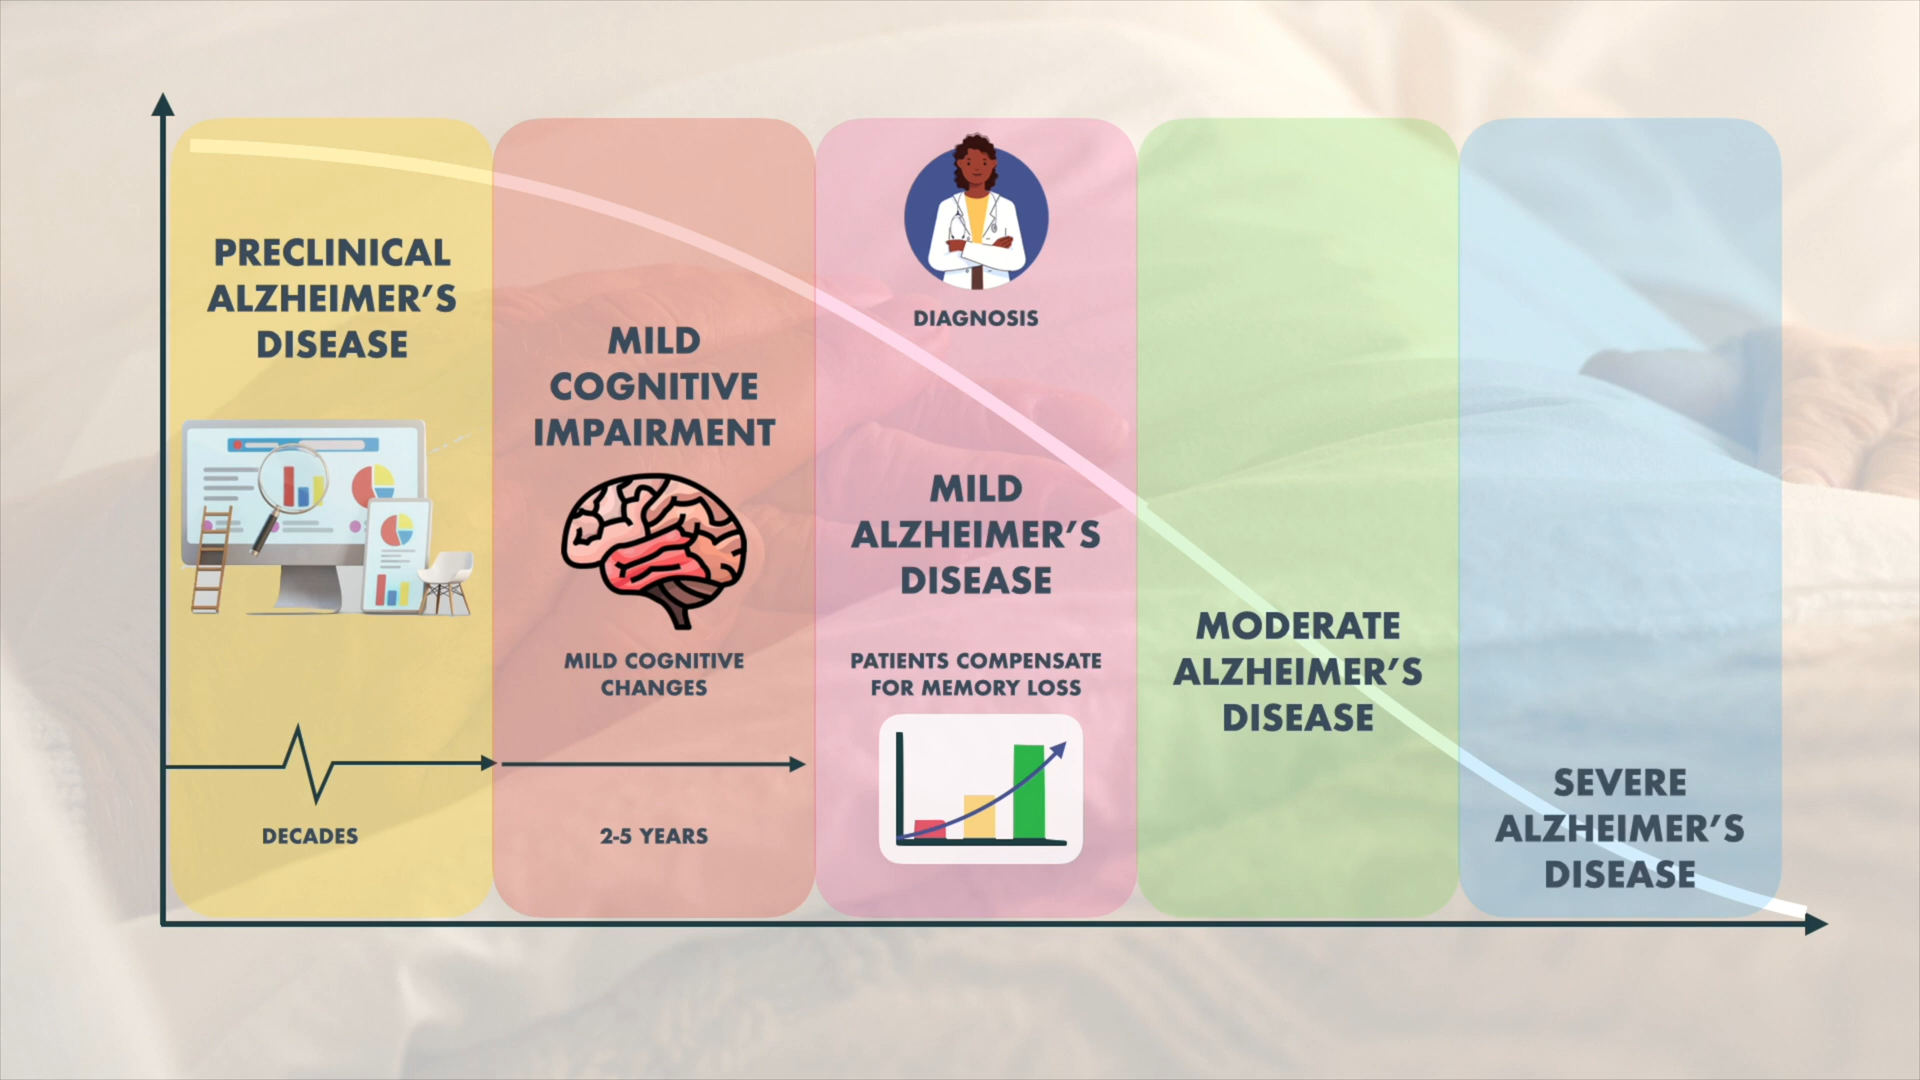 PRECLINICAL
ALZHEIMER'S
DISEASE
DECADES
MILD
COGNITIVE
IMPAIRMENT
MILD COGNITIVE
CHANGES
2-5 YEARS
DIAGNOSIS
MILD
ALZHEIMER'S
DISEASE
PATIENTS COMPENSATE
FOR MEMORY LOSS
MODERATE
ALZHEIMER'S
DISEASE
SEVERE
ALZHEIMER'S
DISEASE